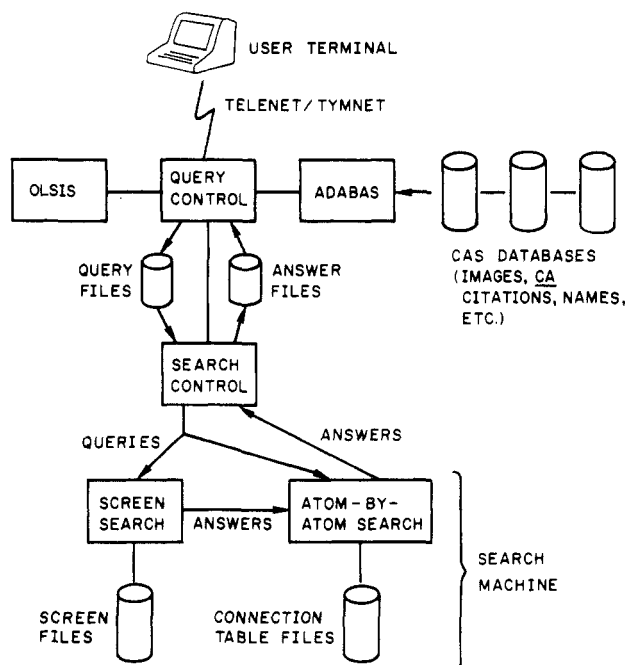 USER TERMINAL
TELENET/TYMNET
OLSIS
QUERY
CONTROL
ADABAS
QUERY
FILES
ANSWER
FILES
CAS DATABASES
(IMAGES, CA
CITATIONS, NAMES,
ETC.)
SEARCH
CONTROL
QUERIES
ANSWERS
SCREEN
SEARCH
ANSWERS
ATOM-BY-
ATOM SEARCH
SEARCH
MACHINE
SCREEN
FILES
CONNECTION
TABLE FILES